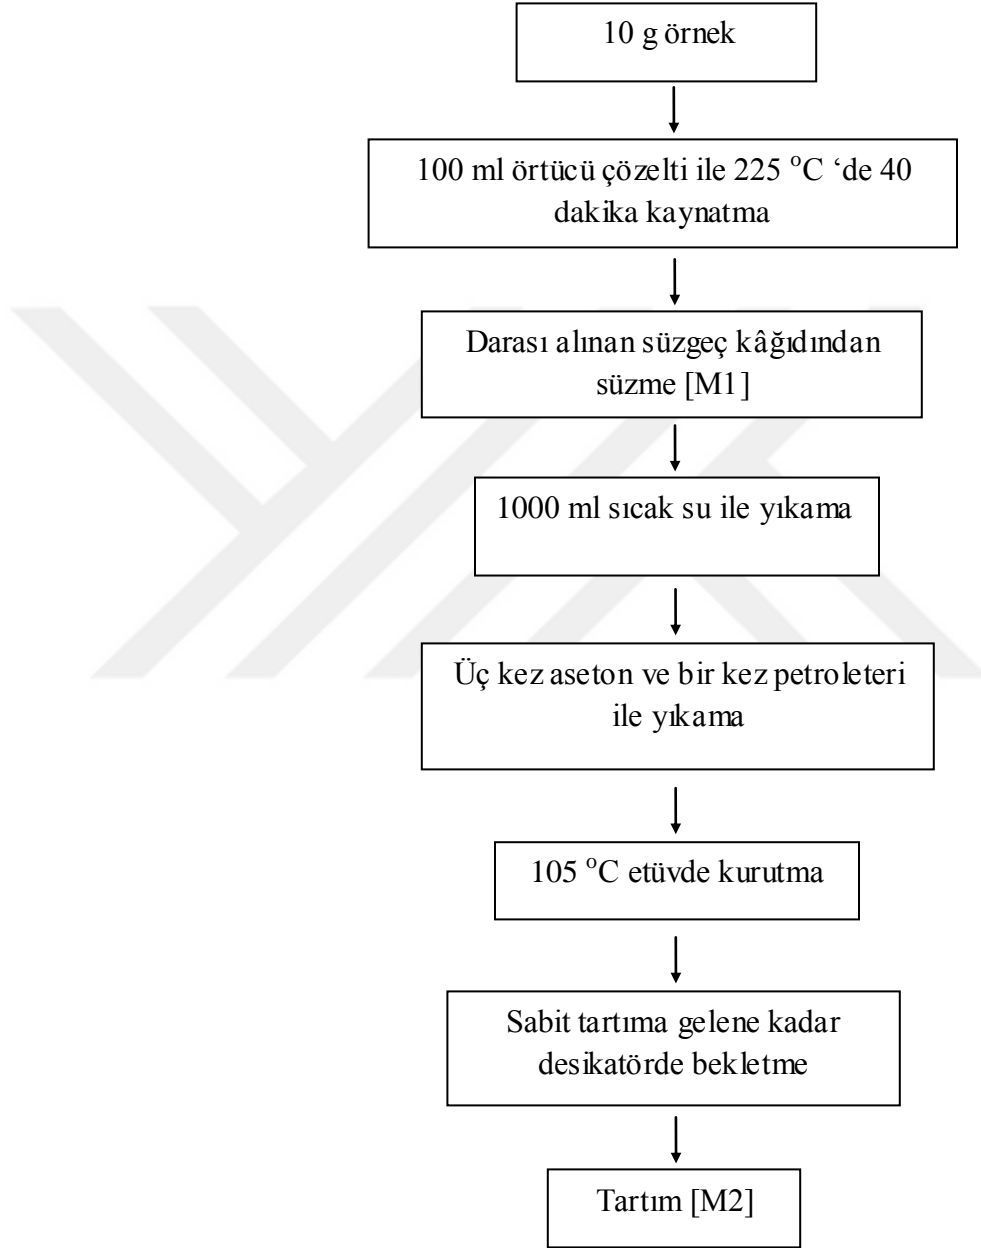 10 g örnek
100 ml örtücü çözelti ile 225 °C ‘de 40
dakika kaynatma
Darası alınan süzgeç kâğıdından
süzme [M1]
1000 ml sıcak su ile yıkama
Üç kez aseton ve bir kez petroleteri
ile yıkama
105 °C etüvde kurutma
Sabit tartıma gelene kadar
desikatörde bekletme
Tartım [M2]